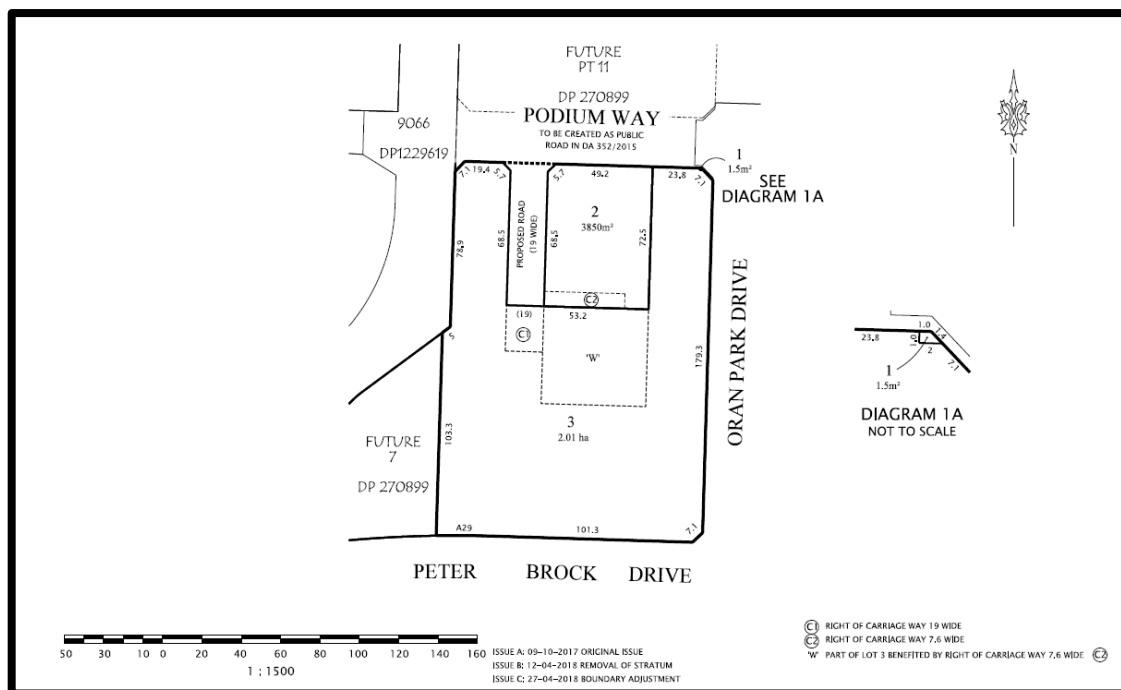 FUTURE
PT 11
DP 270899
PODIUM WAY
TO BE CREATED AS PUBLIC
ROAD IN DA 352/2015
9066
DP1229619
N
1
1.5m²
SEE
DIAGRAM 1A
7.1
19.4
5.7
5.7
49.2
23.8
7.1
2
3850m²
78.9
68.5
PROPOSED ROAD
(19 WIDE)
68.5
72.5
C2
(19)
53.2
C1
'W'
5
179.3
ORAN PARK DRIVE
3
2.01 ha
103.3
FUTURE
7
DP 270899
A29
101.3
7.1
PETER BROCK DRIVE
23.8
1.0
1.0
1.4
2
7.1
1
1.5m²
DIAGRAM 1A
NOT TO SCALE
50 30 10 0 20 40 60 80 100 120 140 160
1 : 1500
ISSUE A: 09-10-2017 ORIGINAL ISSUE
ISSUE B: 12-04-2018 REMOVAL OF STRATUM
ISSUE C: 27-04-2018 BOUNDARY ADJUSTMENT
C1 RIGHT OF CARRIAGE WAY 19 WIDE
C2 RIGHT OF CARRIAGE WAY 7.6 WIDE
'W' PART OF LOT 3 BENEFITED BY RIGHT OF CARRIAGE WAY 7.6 WIDE C2